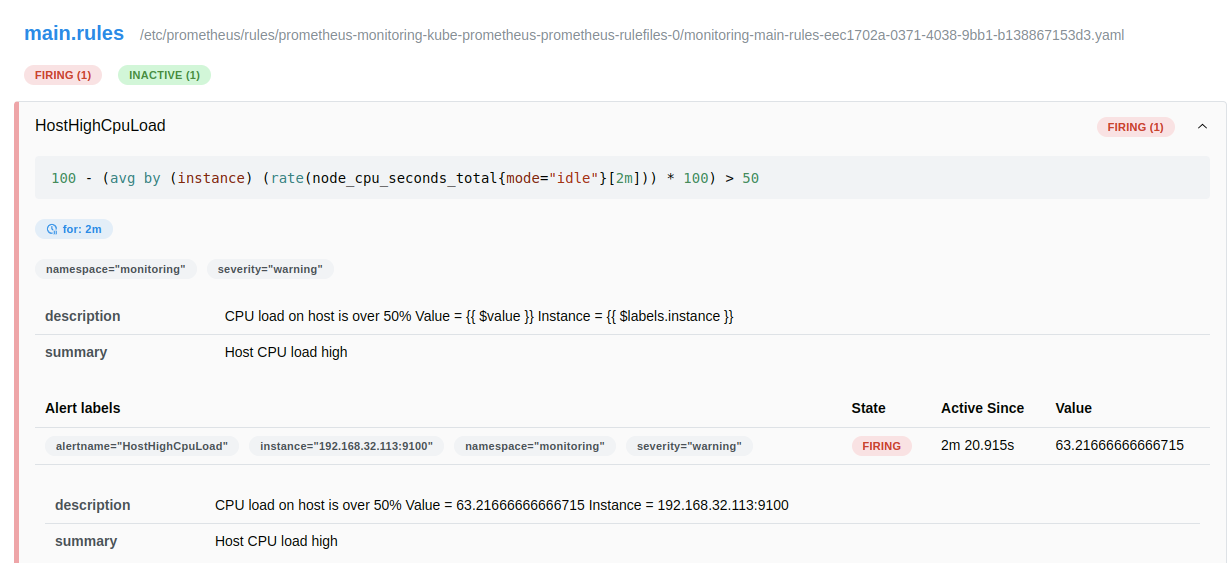 main.rules /etc/prometheus/rules/prometheus-monitoring-kube-prometheus-prometheus-rulefiles-0/monitoring-main-rules-eec1702a-0371-4038-9bb1-b138867153d3.yaml
FIRING (1) INACTIVE (1)
HostHighCpuLoad FIRING (1)
100 - (avg by (instance) (rate(node_cpu_seconds_total{mode="idle"}[2m])) * 100) > 50
for: 2m
namespace="monitoring" severity="warning"
description CPU load on host is over 50% Value = {{ $value }} Instance = {{ $labels.instance }}
summary Host CPU load high
Alert labels State Active Since Value
alertname="HostHighCpuLoad" instance="192.168.32.113:9100" namespace="monitoring" severity="warning" FIRING 2m 20.915s 63.21666666666715
description CPU load on host is over 50% Value = 63.21666666666715 Instance = 192.168.32.113:9100
summary Host CPU load high